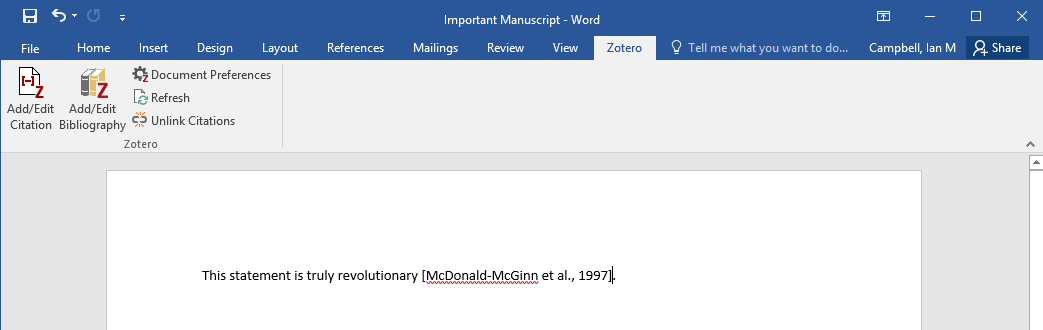 Important Manuscript - Word
File Home Insert Design Layout References Mailings Review View Zotero Tell me what you want to do... Campbell, Ian M Share
Add/Edit Citation
Add/Edit Bibliography
Document Preferences
Refresh
Unlink Citations
Zotero
This statement is truly revolutionary [McDonald-McGinn et al., 1997].